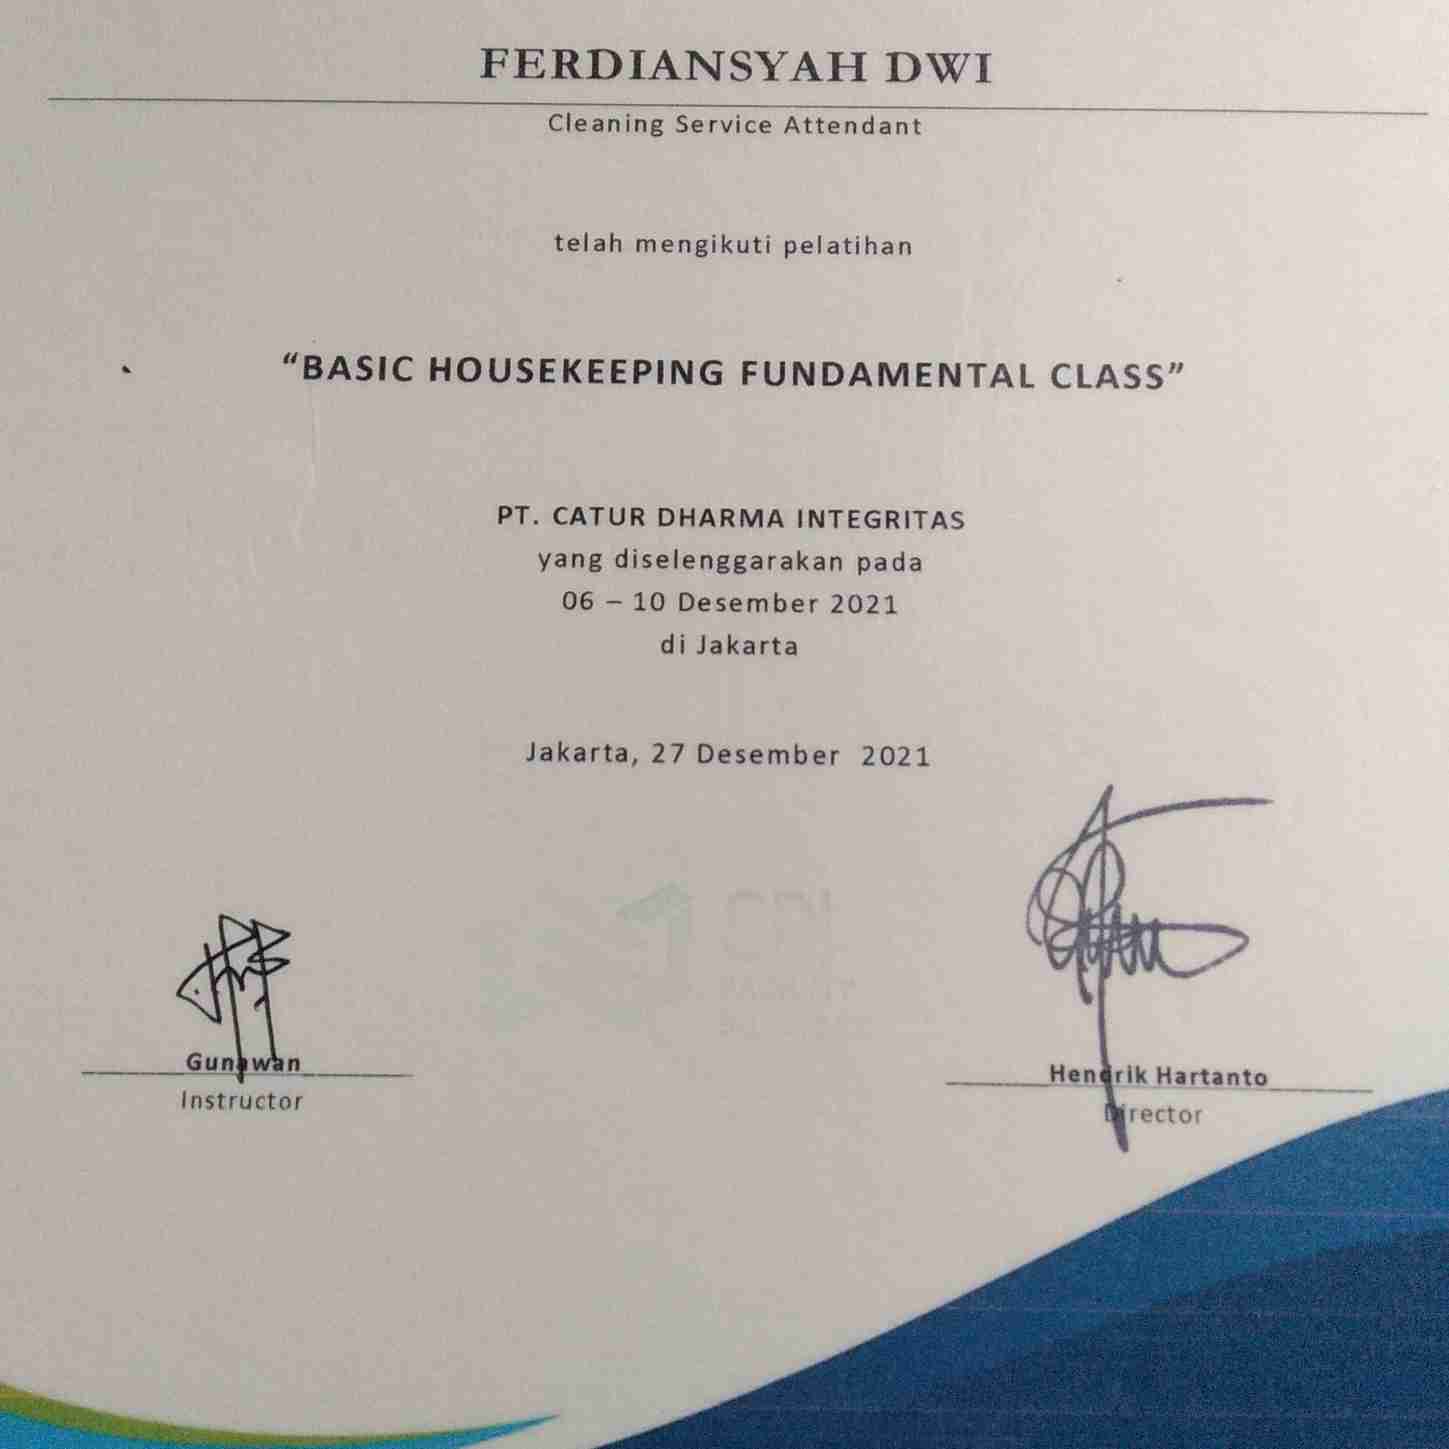 FERDIANSYAH DWI
Cleaning Service Attendant
telah mengikuti pelatihan
“BASIC HOUSEKEEPING FUNDAMENTAL CLASS”
PT. CATUR DHARMA INTEGRITAS
yang diselenggarakan pada
06 – 10 Desember 2021
di Jakarta
Jakarta, 27 Desember 2021
Gunawan
Instructor
Hendrik Hartanto
Director